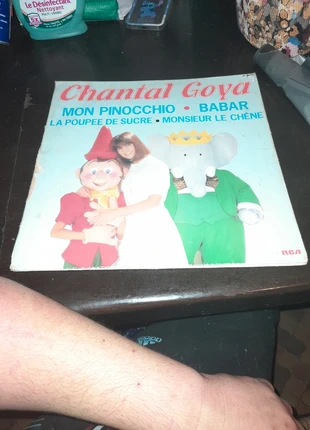 Le Désinfectant
Nettoyant
Chantal Goya
MON PINOCCHIO • BABAR
LA POUPEE DE SUCRE • MONSIEUR LE CHÊNE
RCA